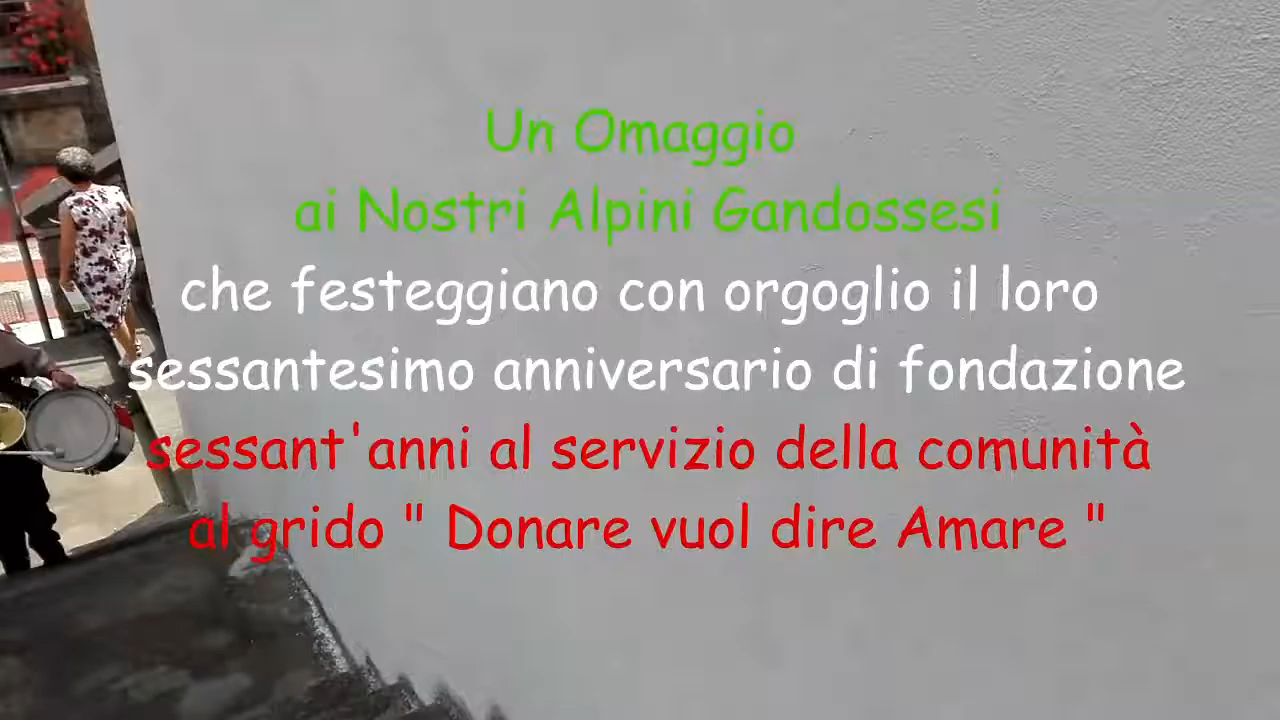 Un Omaggio
ai Nostri Alpini Gandossesi
che festeggiano con orgoglio il loro
sessantesimo anniversario di fondazione
sessant'anni al servizio della comunità
al grido " Donare vuol dire Amare "